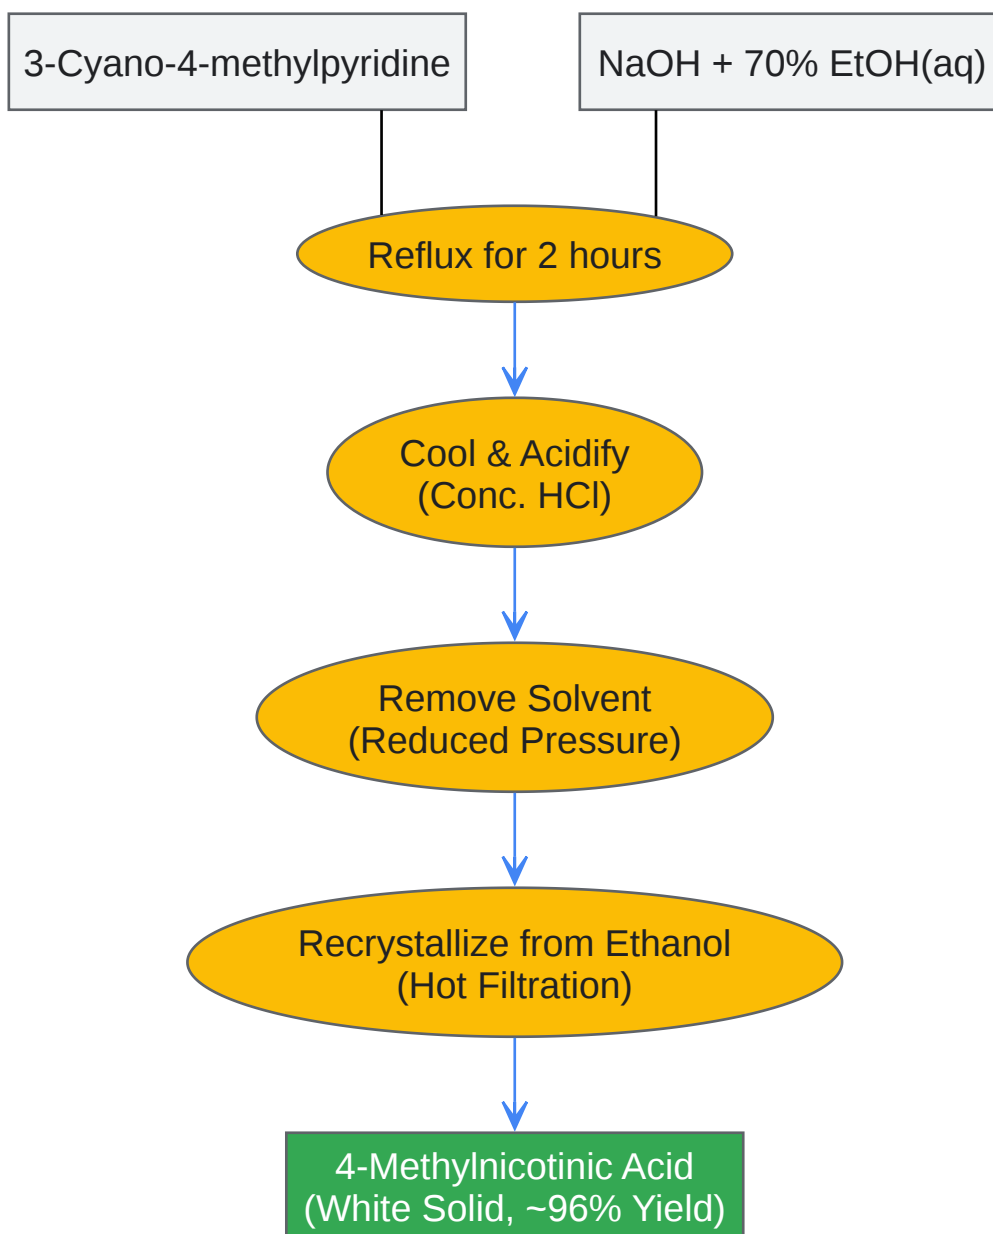 3-Cyano-4-methylpyridine
NaOH + 70% EtOH(aq)
Reflux for 2 hours
Cool & Acidify
(Conc. HCl)
Remove Solvent
(Reduced Pressure)
Recrystallize from Ethanol
(Hot Filtration)
4-Methylnicotinic Acid
(White Solid, ~96% Yield)